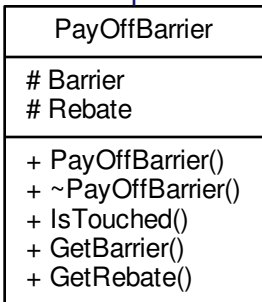 PayOffBarrier
# Barrier
# Rebate
+ PayOffBarrier()
+ ~PayOffBarrier()
+ IsTouched()
+ GetBarrier()
+ GetRebate()